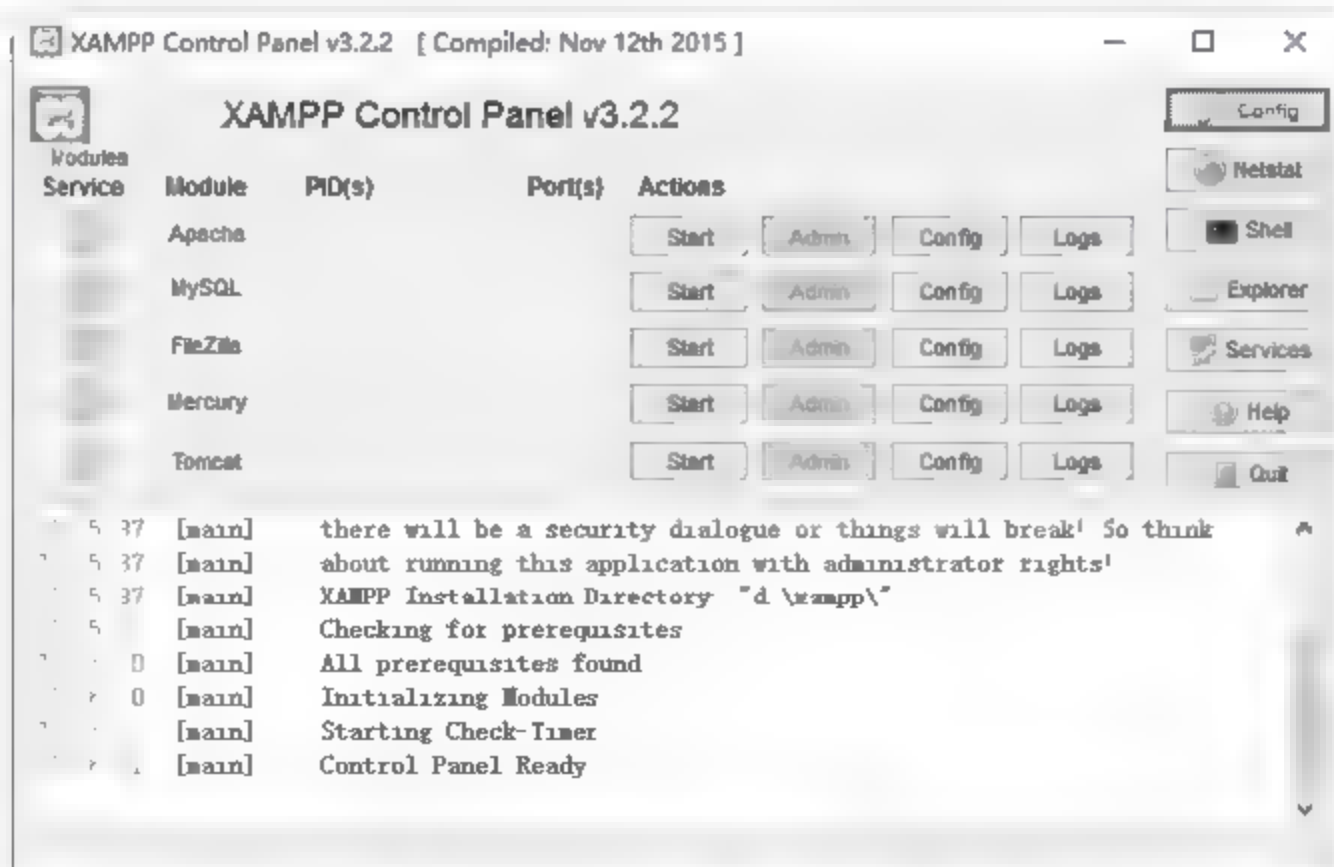 XAMPP Control Panel v3.2.2 [ Compiled: Nov 12th 2015 ]
XAMPP Control Panel v3.2.2
Config
Modules
Service Module PID(s) Port(s) Actions
Netstat
Apache Start Admin Config Logs
Shell
MySQL Start Admin Config Logs
Explorer
FileZilla Start Admin Config Logs
Services
Mercury Start Admin Config Logs
Help
Tomcat Start Admin Config Logs
Quit
[main] there will be a security dialogue or things will break! So think
[main] about running this application with administrator rights!
[main] XAMPP Installation Directory "d \xampp\"
[main] Checking for prerequisites
[main] All prerequisites found
[main] Initializing Modules
[main] Starting Check-Timer
[main] Control Panel Ready